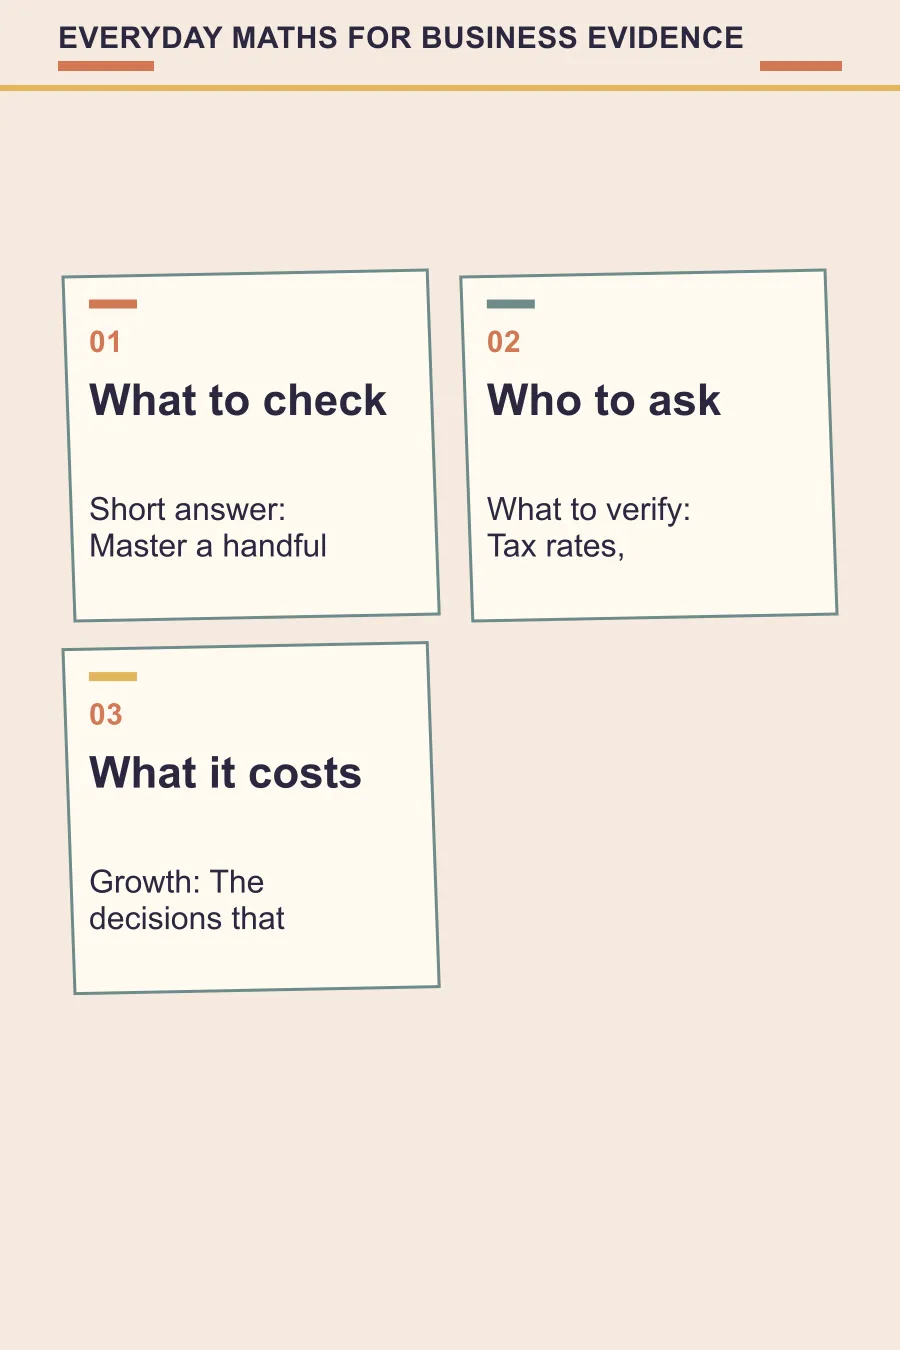 EVERYDAY MATHS FOR BUSINESS EVIDENCE
01
What to check
Short answer:
Master a handful
02
Who to ask
What to verify:
Tax rates,
03
What it costs
Growth: The
decisions that